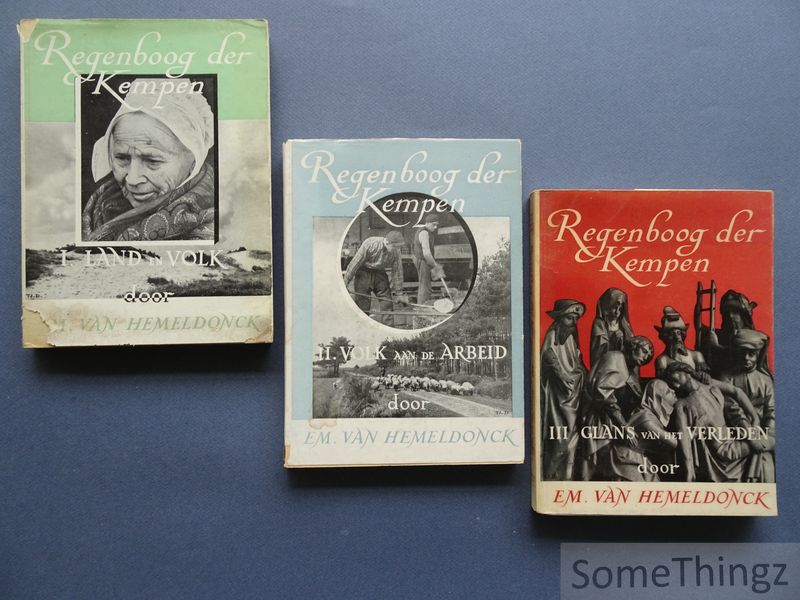 Regenboog der
Kempen
I. LAND EN VOLK
door
EM. VAN HEMELDONCK
Regenboog der
Kempen
II. VOLK AAN DE ARBEID
door
EM. VAN HEMELDONCK
Regenboog der
Kempen
III GLANS VAN HET VERLEDEN
door
EM. VAN HEMELDONCK
SomeThingz